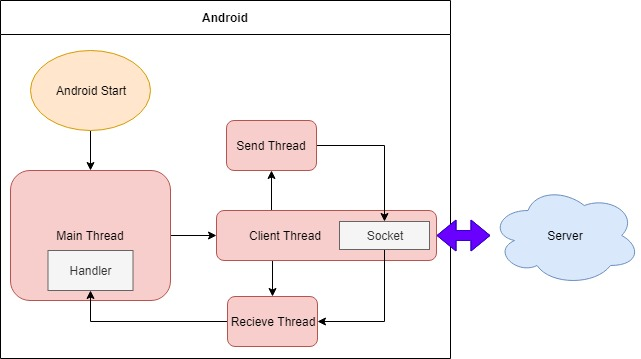 Android
Android Start
Send Thread
Main Thread
Client Thread
Socket
Server
Handler
Recieve Thread